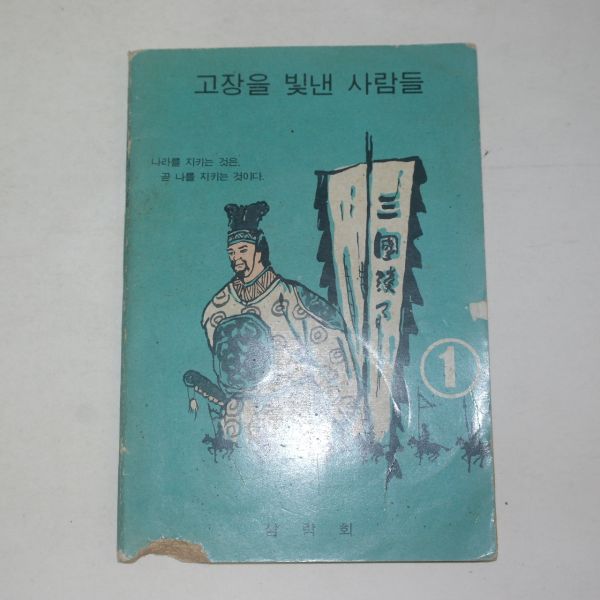 고장을 빛낸 사람들
나라를 지키는 것은,
곧 나를 지키는 것이다.
三國
1
삼락회